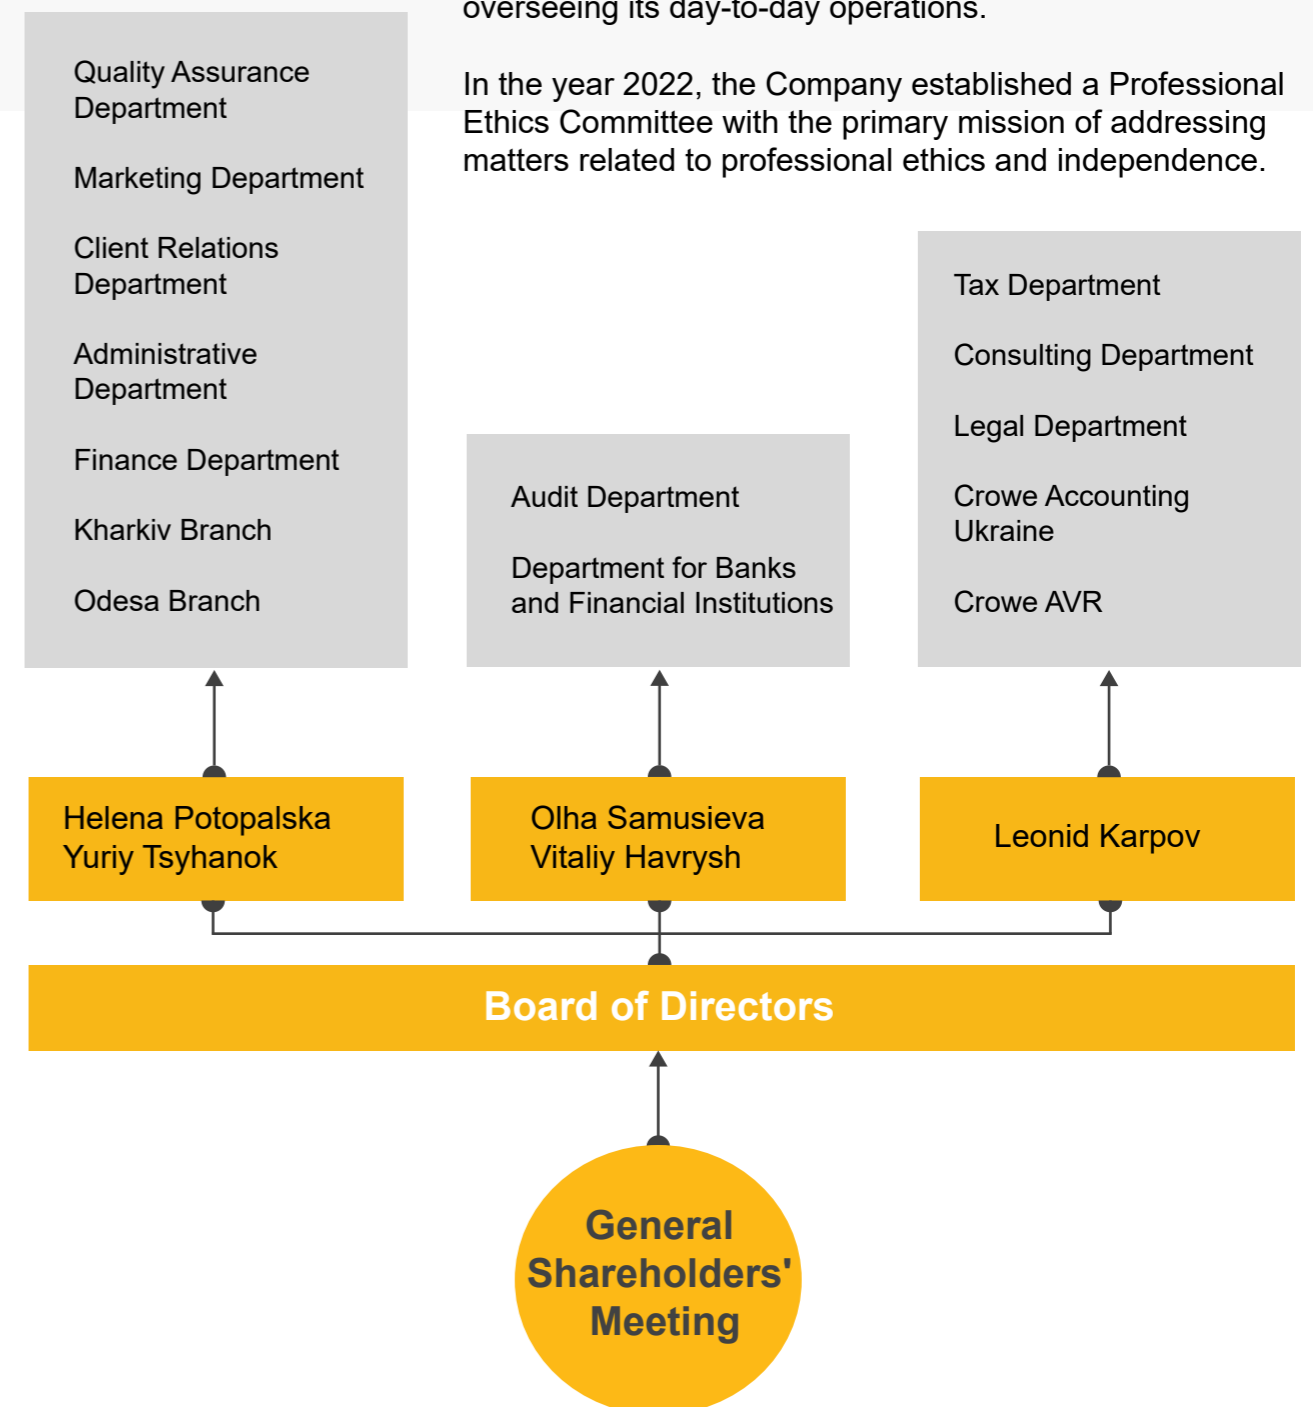 overseeing its day-to-day operations.
In the year 2022, the Company established a Professional
Ethics Committee with the primary mission of addressing
matters related to professional ethics and independence.
Quality Assurance
Department
Marketing Department
Client Relations
Department
Administrative
Department
Finance Department
Kharkiv Branch
Odesa Branch
Audit Department
Department for Banks
and Financial Institutions
Tax Department
Consulting Department
Legal Department
Crowe Accounting
Ukraine
Crowe AVR
Helena Potopalska
Yuriy Tsyhanok
Olha Samusieva
Vitaliy Havrysh
Leonid Karpov
Board of Directors
General
Shareholders'
Meeting